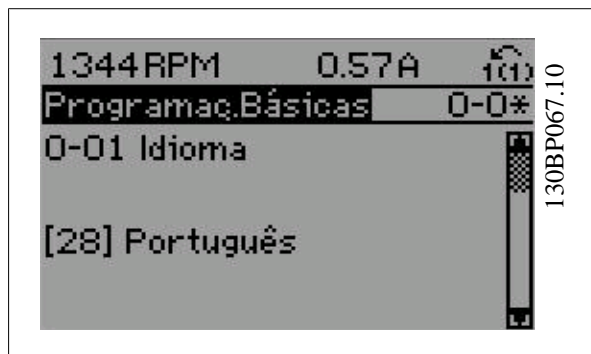 1344RPM 0.57A 1(1)
Programaç.Básicas 0-0*
0-01 Idioma
[28] Português
130BP067.10